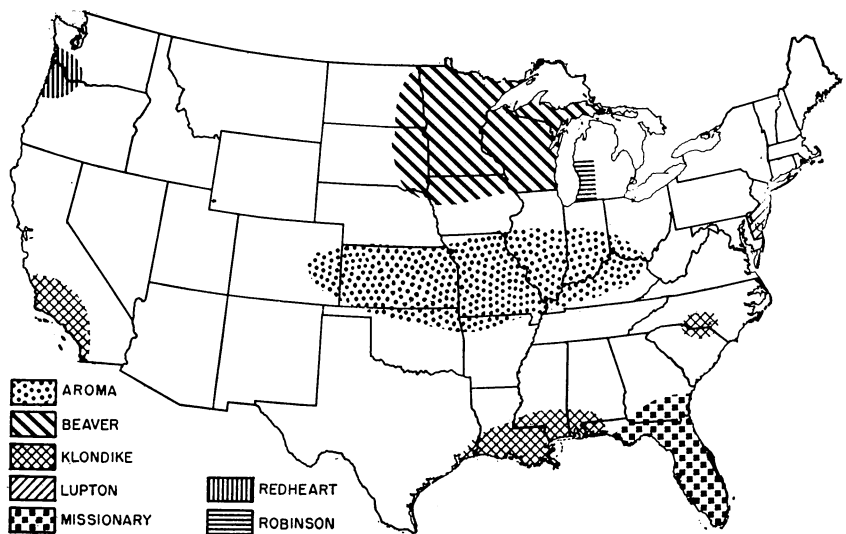 AROMA
BEAVER
KLONDIKE
LUPTON
MISSIONARY
REDHEART
ROBINSON